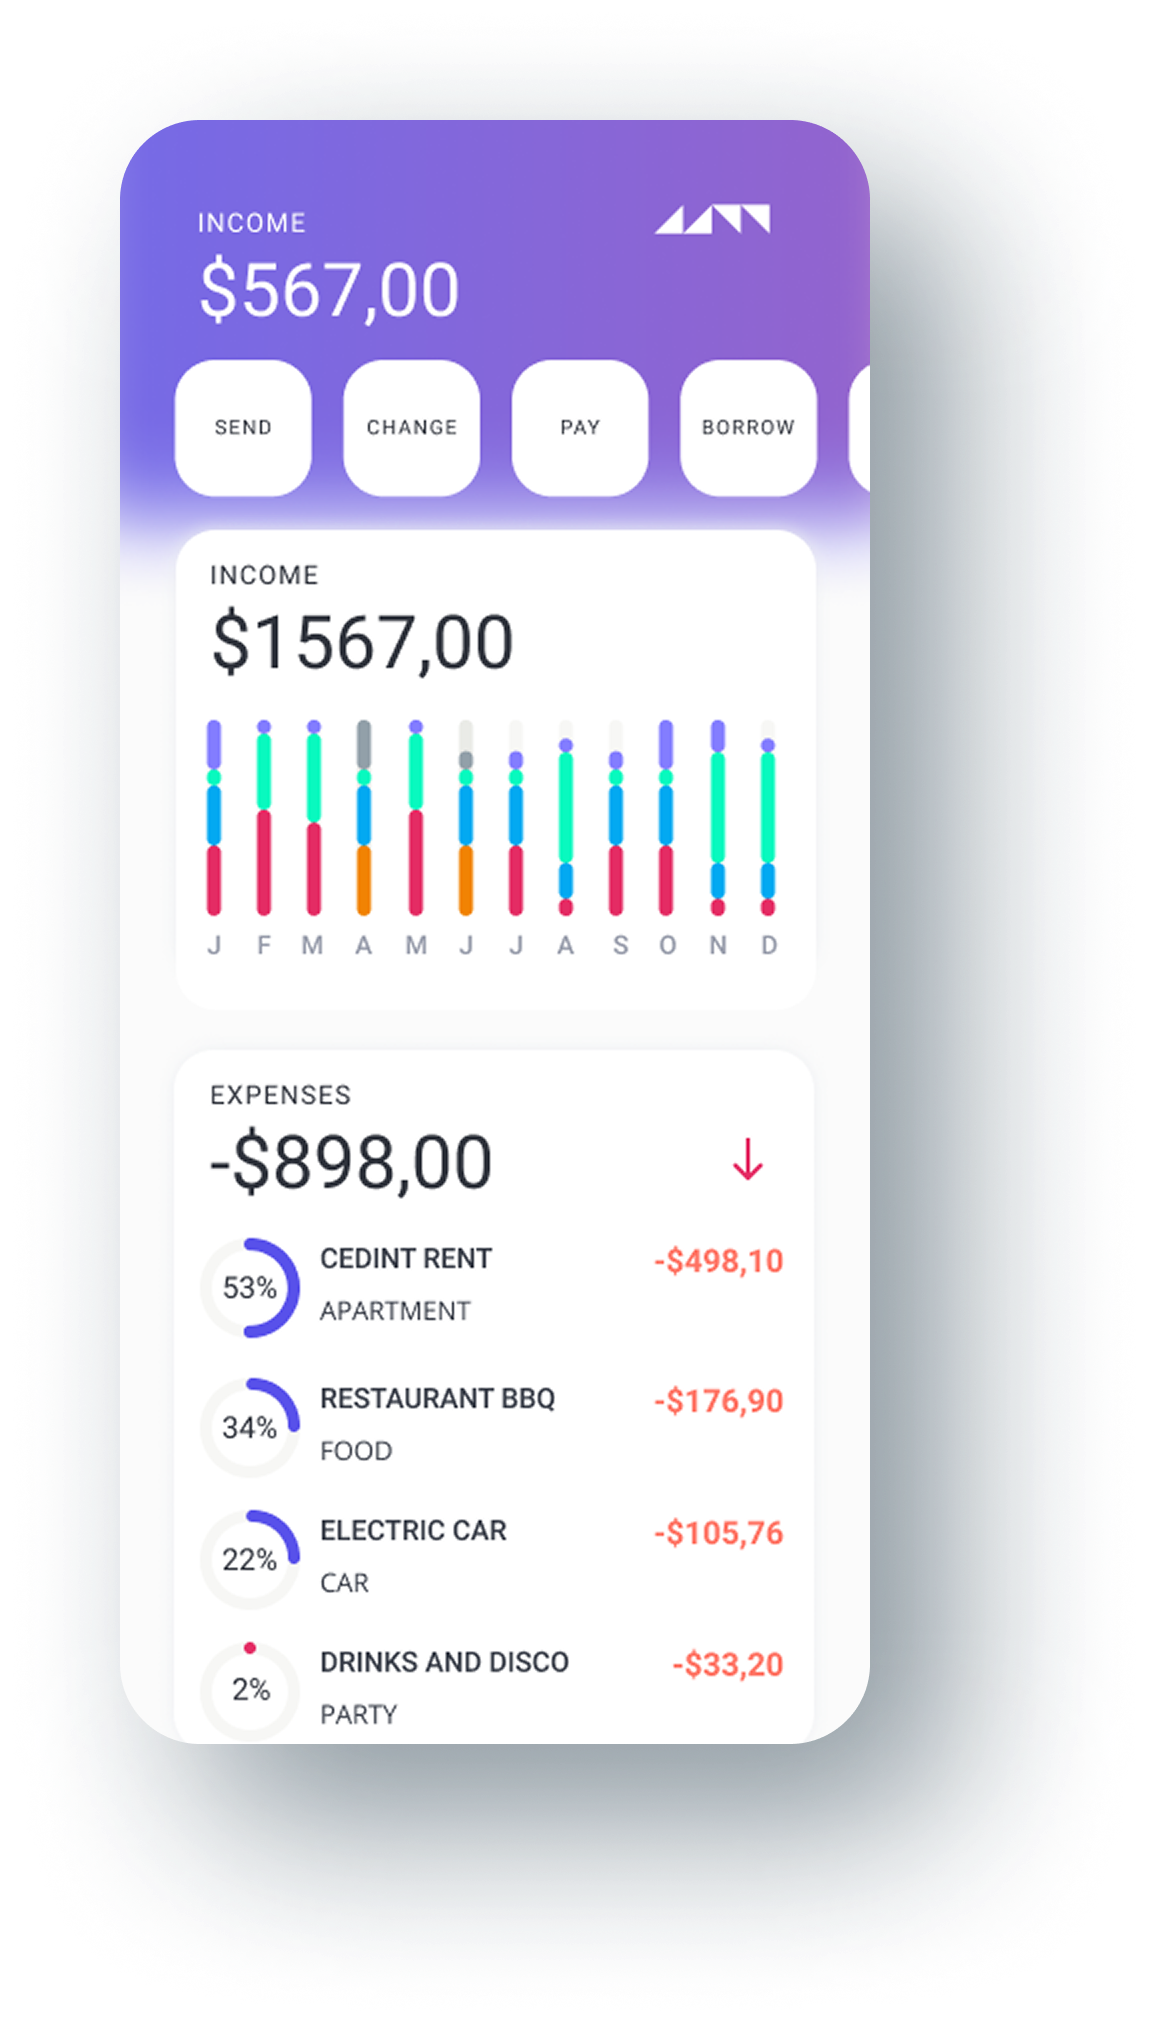 INCOME
$567,00
SEND CHANGE PAY BORROW
INCOME
$1567,00
J F M A M J J A S O N D
EXPENSES
-$898,00
53% CEDINT RENT -$498,10
APARTMENT
34% RESTAURANT BBQ -$176,90
FOOD
22% ELECTRIC CAR -$105,76
CAR
2% DRINKS AND DISCO -$33,20
PARTY